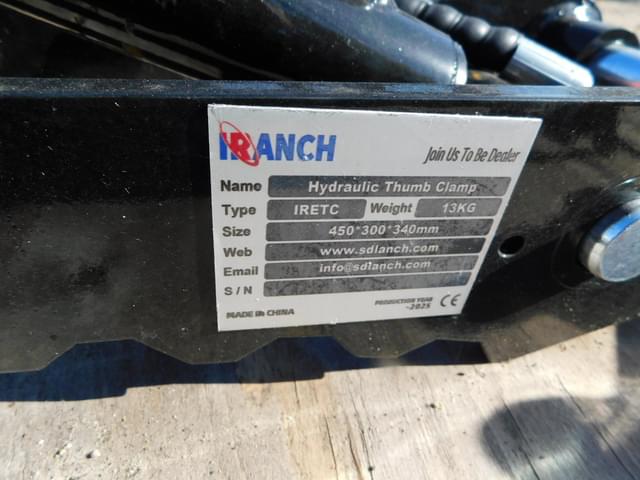 IRANCH
Join Us To Be Dealer
Name Hydraulic Thumb Clamp
Type IRETC Weight 13KG
Size 450*300*340mm
Web www.sdlanch.com
Email info@sdlanch.com
S / N
MADE IN CHINA
PRODUCTION YEAR
-2025
CE